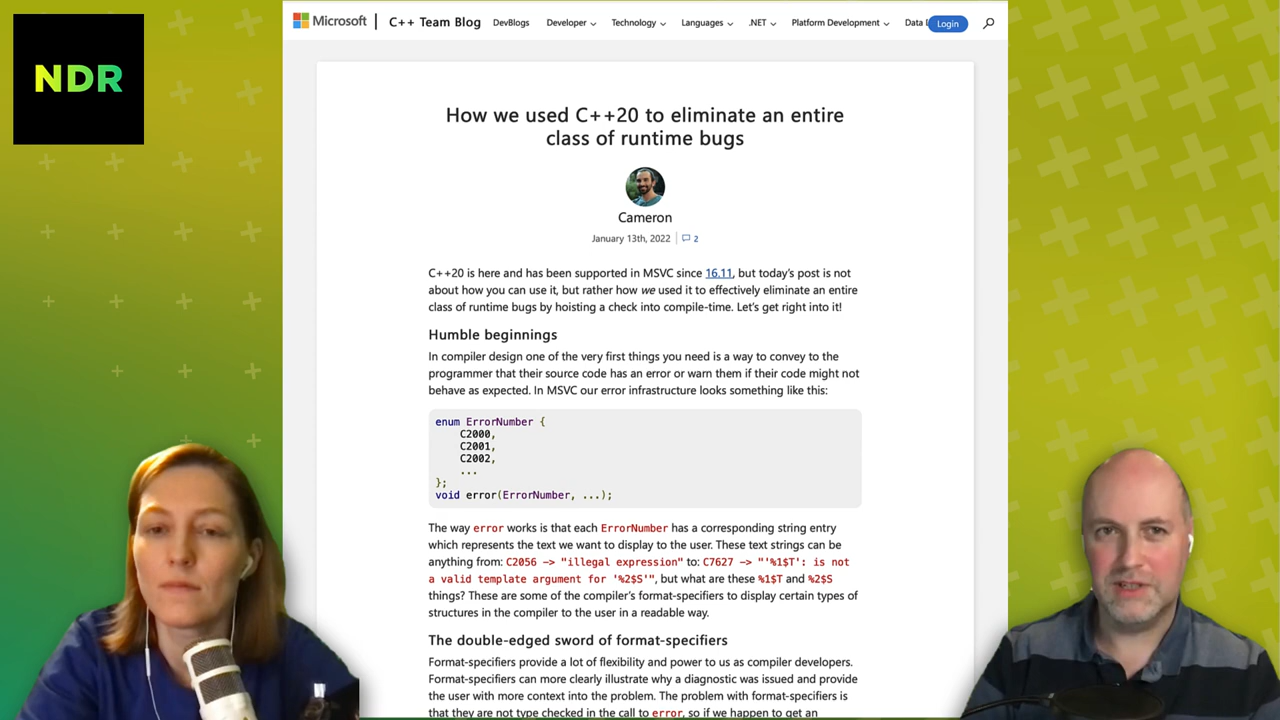 NDR
Microsoft | C++ Team Blog DevBlogs Developer Technology Languages .NET Platform Development Data Login
How we used C++20 to eliminate an entire
class of runtime bugs
Cameron
January 13th, 2022 2
C++20 is here and has been supported in MSVC since 16.11, but today's post is not
about how you can use it, but rather how we used it to effectively eliminate an entire
class of runtime bugs by hoisting a check into compile-time. Let's get right into it!
Humble beginnings
In compiler design one of the very first things you need is a way to convey to the
programmer that their source code has an error or warn them if their code might not
behave as expected. In MSVC our error infrastructure looks something like this:
enum ErrorNumber {
C2000,
C2001,
C2002,
...
};
void error(ErrorNumber, ...);
The way error works is that each ErrorNumber has a corresponding string entry
which represents the text we want to display to the user. These text strings can be
anything from: C2056 -> "illegal expression" to: C7627 -> "'%1$T': is not
a valid template argument for '%2$S'", but what are these %1$T and %2$S
things? These are some of the compiler's format-specifiers to display certain types of
structures in the compiler to the user in a readable way.
The double-edged sword of format-specifiers
Format-specifiers provide a lot of flexibility and power to us as compiler developers.
Format-specifiers can more clearly illustrate why a diagnostic was issued and provide
the user with more context into the problem. The problem with format-specifiers is
that they are not type checked in the call to error, so if we happen to get an